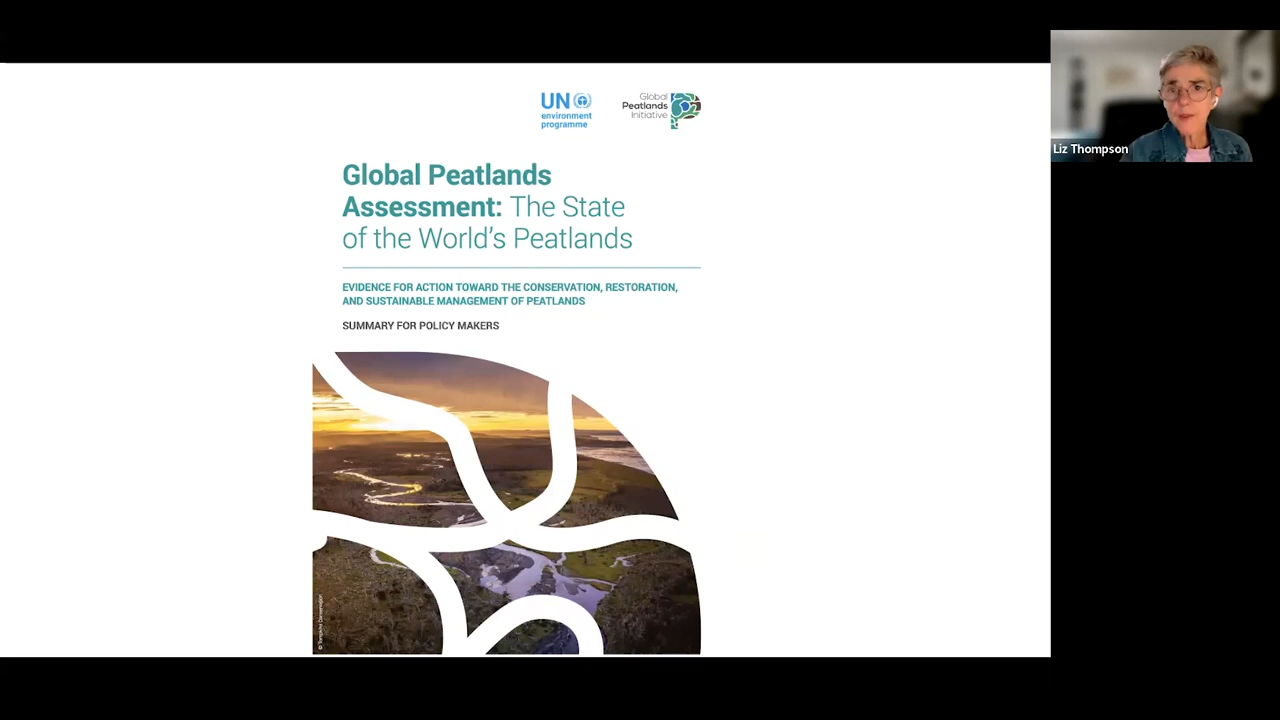 UN
environment
programme
Global
Peatlands
Initiative
Global Peatlands
Assessment: The State
of the World's Peatlands
EVIDENCE FOR ACTION TOWARD THE CONSERVATION, RESTORATION,
AND SUSTAINABLE MANAGEMENT OF PEATLANDS
SUMMARY FOR POLICY MAKERS
Liz Thompson